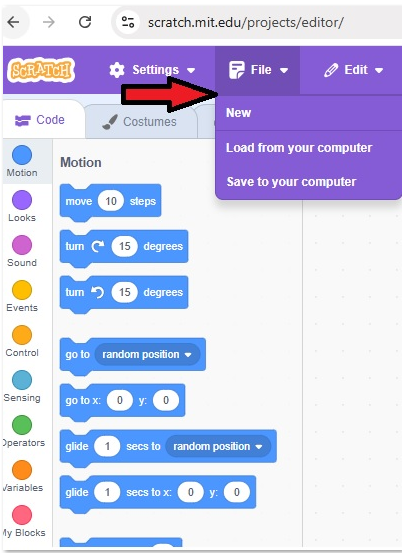 scratch.mit.edu/projects/editor/
SCRATCH Settings File Edit
Code Costumes
New
Load from your computer
Save to your computer
Motion
Looks
Sound
Events
Control
Sensing
Operators
Variables
My Blocks
Motion
move 10 steps
turn 15 degrees
turn 15 degrees
go to random position
go to x: 0 y: 0
glide 1 secs to random position
glide 1 secs to x: 0 y: 0